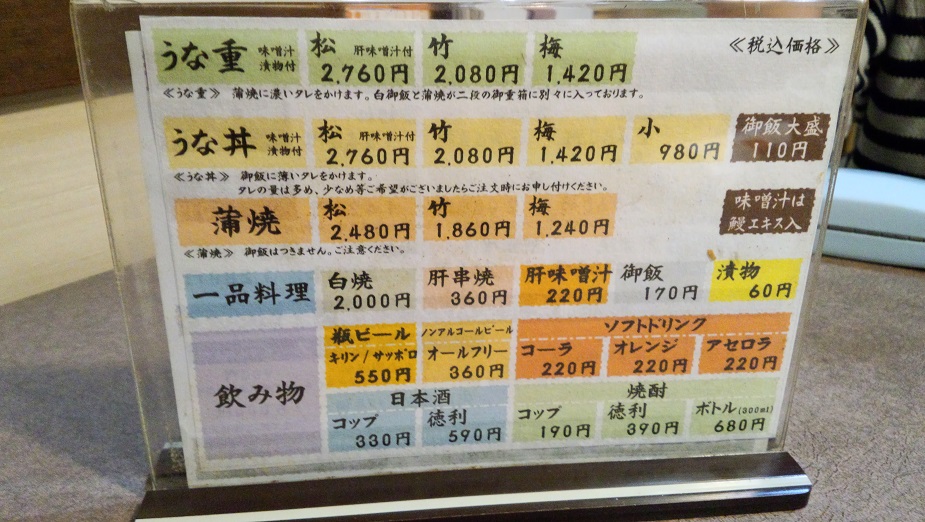 ≪税込価格≫
うな重 味噌汁 漬物付 松 肝味噌汁付 2,760円 竹 2,080円 梅 1,420円
≪うな重≫ 蒲焼に濃いタレをかけます。白御飯と蒲焼が二段の御重箱に別々に入っております。
うな丼 味噌汁 漬物付 松 肝味噌汁付 2,760円 竹 2,080円 梅 1,420円 小 980円 御飯大盛 110円
≪うな丼≫ 御飯に薄いタレをかけます。
タレの量は多め、少なめ等ご希望がございましたらご注文時にお申し付けください。
蒲焼 松 2,480円 竹 1,860円 梅 1,240円 味噌汁は 鰻エキス入
≪蒲焼≫ 御飯はつきません。ご注意ください。
一品料理 白焼 2,000円 肝串焼 360円 肝味噌汁 220円 御飯 170円 漬物 60円
飲み物
瓶ビール キリン/サッポロ 550円
ノンアルコールビール オールフリー 360円
ソフトドリンク
コーラ 220円 オレンジ 220円 アセロラ 220円
日本酒
コップ 330円 徳利 590円
焼酎
コップ 190円 徳利 390円 ボトル(300ml) 680円